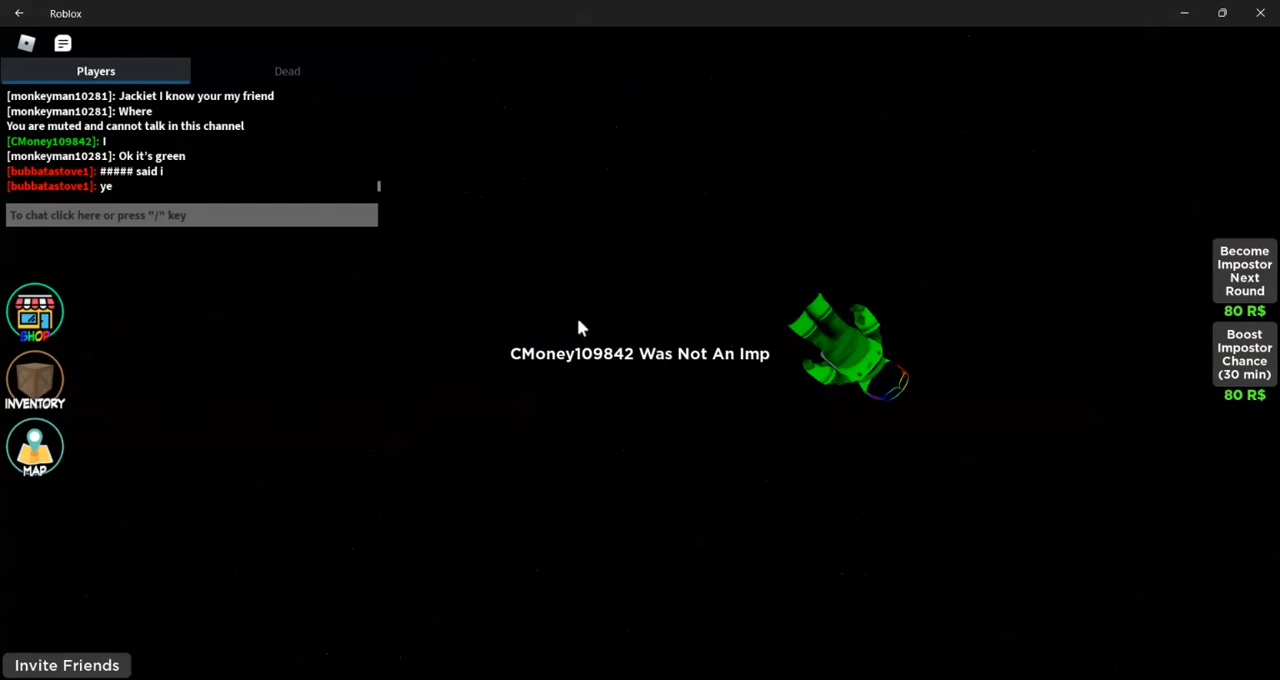 Roblox
Players
Dead
[monkeyman10281]: Jackiet I know your my friend
[monkeyman10281]: Where
You are muted and cannot talk in this channel
[CMoney109842]: I
[monkeyman10281]: Ok it's green
[bubbatastove1]: ##### said i
[bubbatastove1]: ye
To chat click here or press "/" key
SHOP
INVENTORY
MAP
CMoney109842 Was Not An Imp
Become
Impostor
Next
Round
80 R$
Boost
Impostor
Chance
(30 min)
80 R$
Invite Friends